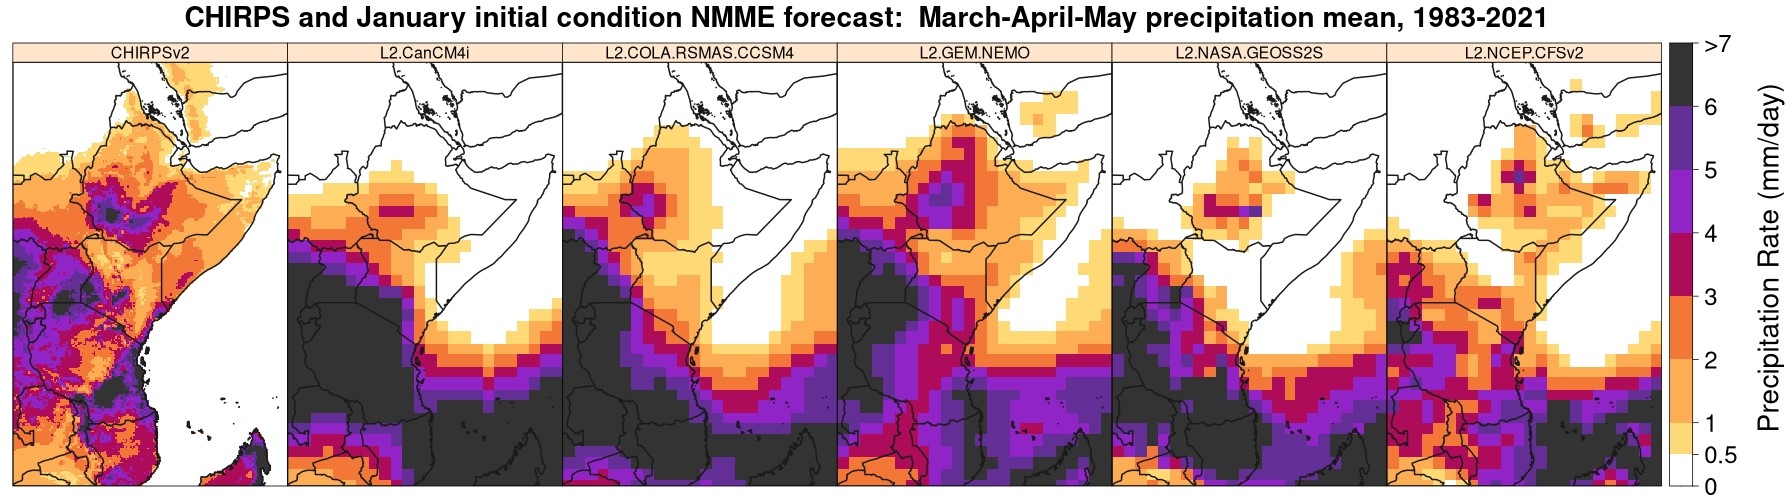 CHIRPS and January initial condition NMME forecast:  March-April-May precipitation mean, 1983-2021
CHIRPSv2
L2.CanCM4i
L2.COLA.RSMAS.CCSM4
L2.GEM.NEMO
L2.NASA.GEOSS2S
L2.NCEP.CFSv2
>7
6
5
4
3
2
1
0.5
0
Precipitation Rate (mm/day)